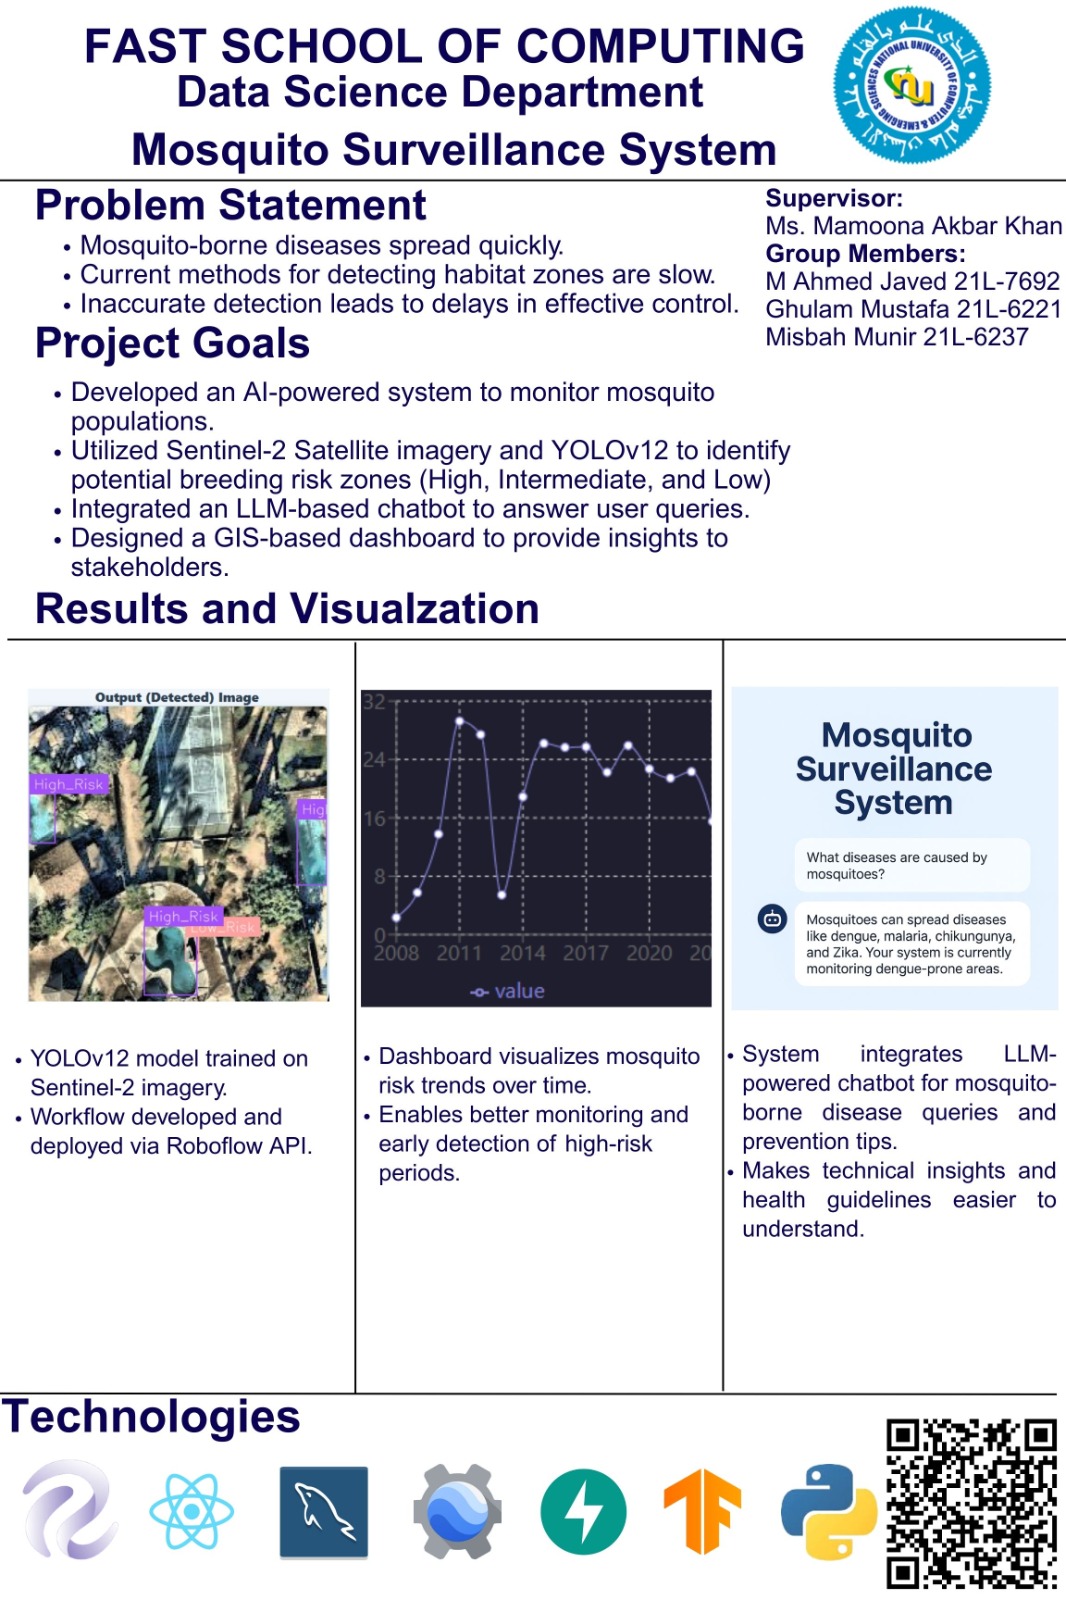 FAST SCHOOL OF COMPUTING
Data Science Department
Mosquito Surveillance System
NATIONAL UNIVERSITY OF COMPUTER & EMERGING SCIENCES
nu
Problem Statement
• Mosquito-borne diseases spread quickly.
• Current methods for detecting habitat zones are slow.
• Inaccurate detection leads to delays in effective control.
Supervisor:
Ms. Mamoona Akbar Khan
Group Members:
M Ahmed Javed 21L-7692
Ghulam Mustafa 21L-6221
Misbah Munir 21L-6237
Project Goals
• Developed an AI-powered system to monitor mosquito
populations.
• Utilized Sentinel-2 Satellite imagery and YOLOv12 to identify
potential breeding risk zones (High, Intermediate, and Low)
• Integrated an LLM-based chatbot to answer user queries.
• Designed a GIS-based dashboard to provide insights to
stakeholders.
Results and Visualzation
Output (Detected) Image
High_Risk
Hig
High_Risk
Low_Risk
• YOLOv12 model trained on
Sentinel-2 imagery.
• Workflow developed and
deployed via Roboflow API.
32
24
16
8
0
2008 2011 2014 2017 2020 20
value
• Dashboard visualizes mosquito
risk trends over time.
• Enables better monitoring and
early detection of high-risk
periods.
Mosquito
Surveillance
System
What diseases are caused by
mosquitoes?
Mosquitoes can spread diseases
like dengue, malaria, chikungunya,
and Zika. Your system is currently
monitoring dengue-prone areas.
• System integrates LLM-
powered chatbot for mosquito-
borne disease queries and
prevention tips.
• Makes technical insights and
health guidelines easier to
understand.
Technologies